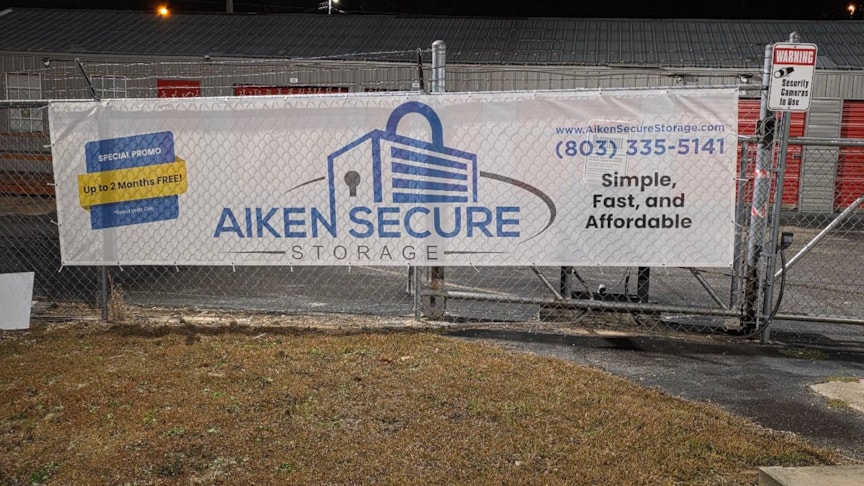 SPECIAL PROMO
Up to 2 Months FREE!
AIKEN SECURE
STORAGE
www.AikenSecureStorage.com
(803) 335-5141
Simple,
Fast, and
Affordable
WARNING
Security
Cameras
In Use